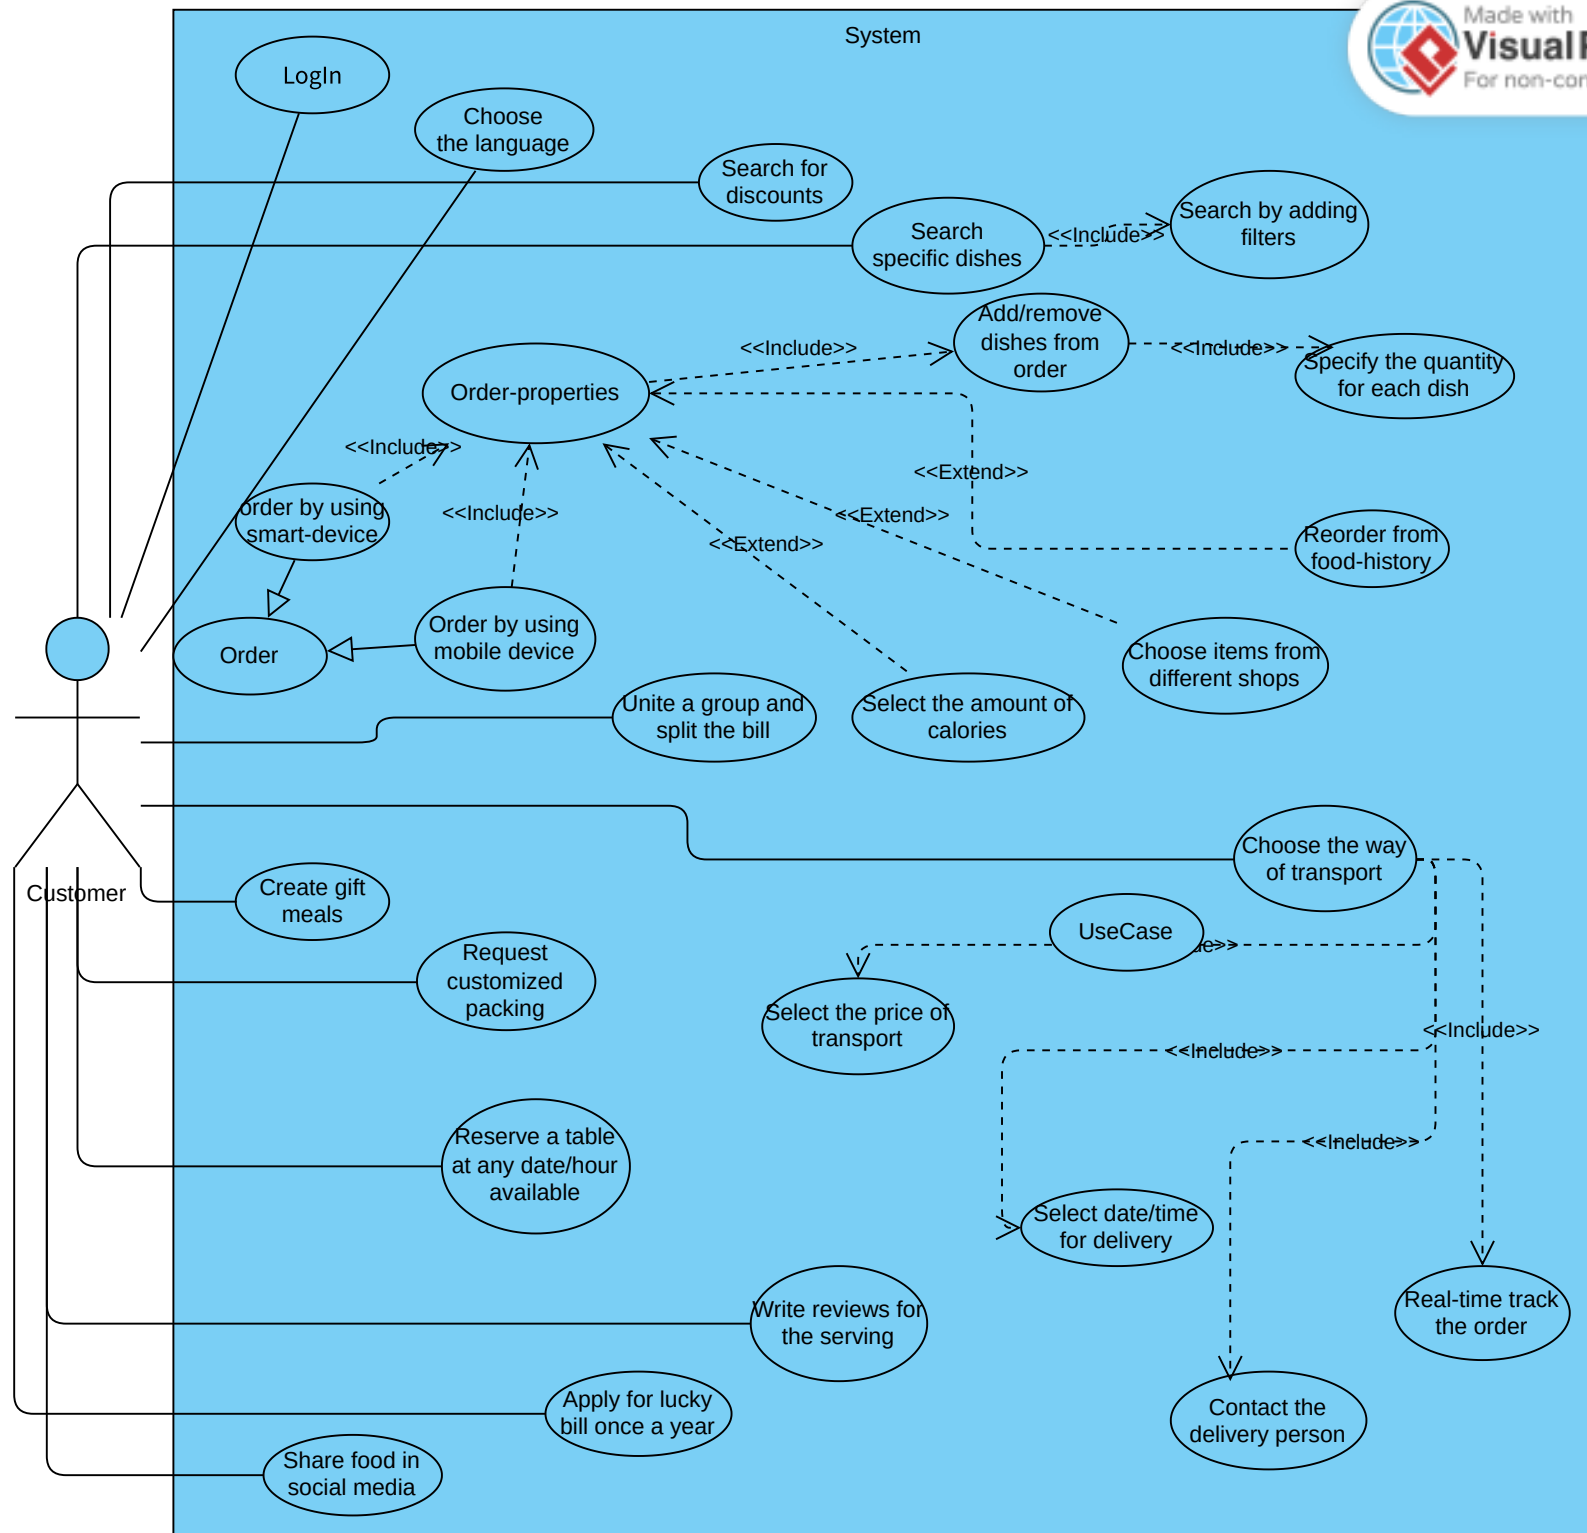 Made with
Visual
For non-
System
LogIn
Choose
the language
Search for
discounts
Search
specific dishes
<<Include>>
Search by adding
filters
Add/remove
dishes from
order
<<Include>>
<<Include>>
Specify the quantity
for each dish
Order-properties
<<Include>>
<<Include>>
<<Extend>>
<<Extend>>
<<Extend>>
order by using
smart-device
Reorder from
food-history
Order
Order by using
mobile device
Choose items from
different shops
Unite a group and
split the bill
Select the amount of
calories
Choose the way
of transport
Customer
Create gift
meals
UseCase
de>>
Request
customized
packing
Select the price of
transport
<<Include>>
<<Include>>
<<Include>>
Reserve a table
at any date/hour
available
Select date/time
for delivery
Write reviews for
the serving
Real-time track
the order
Apply for lucky
bill once a year
Contact the
delivery person
Share food in
social media